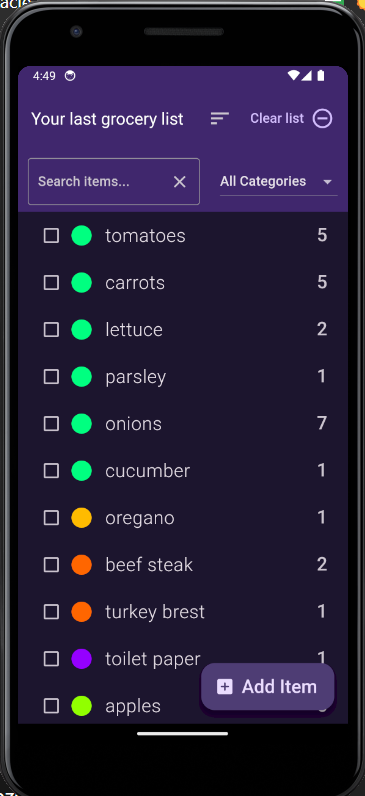 4:49
Your last grocery list Clear list
Search items... All Categories
tomatoes 5
carrots 5
lettuce 2
parsley 1
onions 7
cucumber 1
oregano 1
beef steak 2
turkey brest 1
toilet paper 1
Add Item
apples